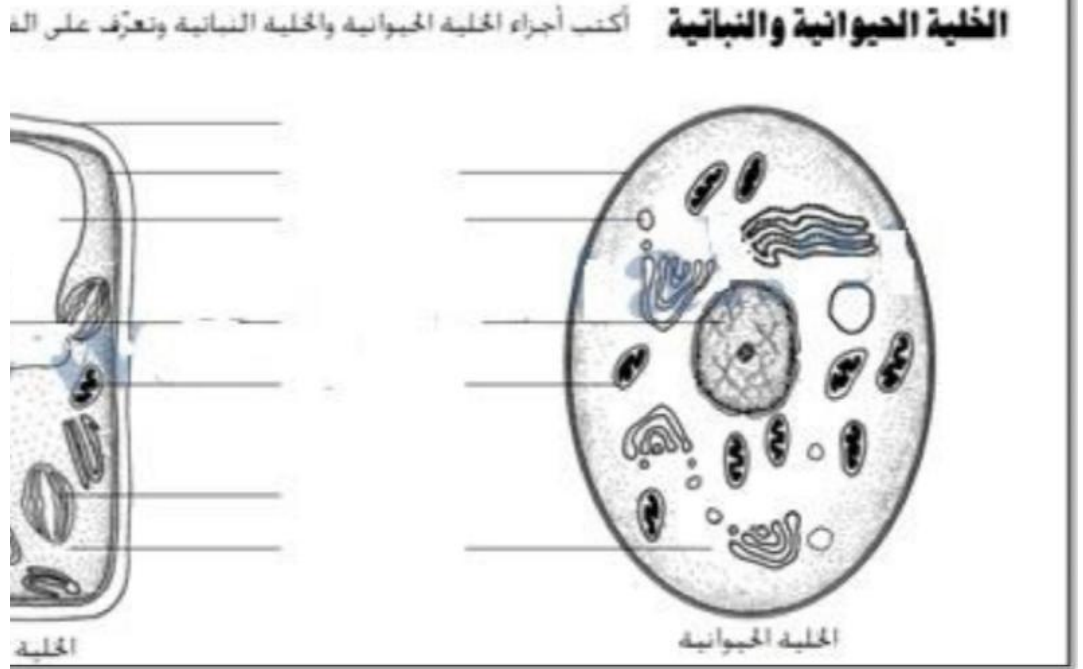 الخلية الحيوانية والنباتية
أكتب أجزاء الخلية الحيوانية والخلية النباتية وتعرّف على
الخلية الحيوانية
الخلية